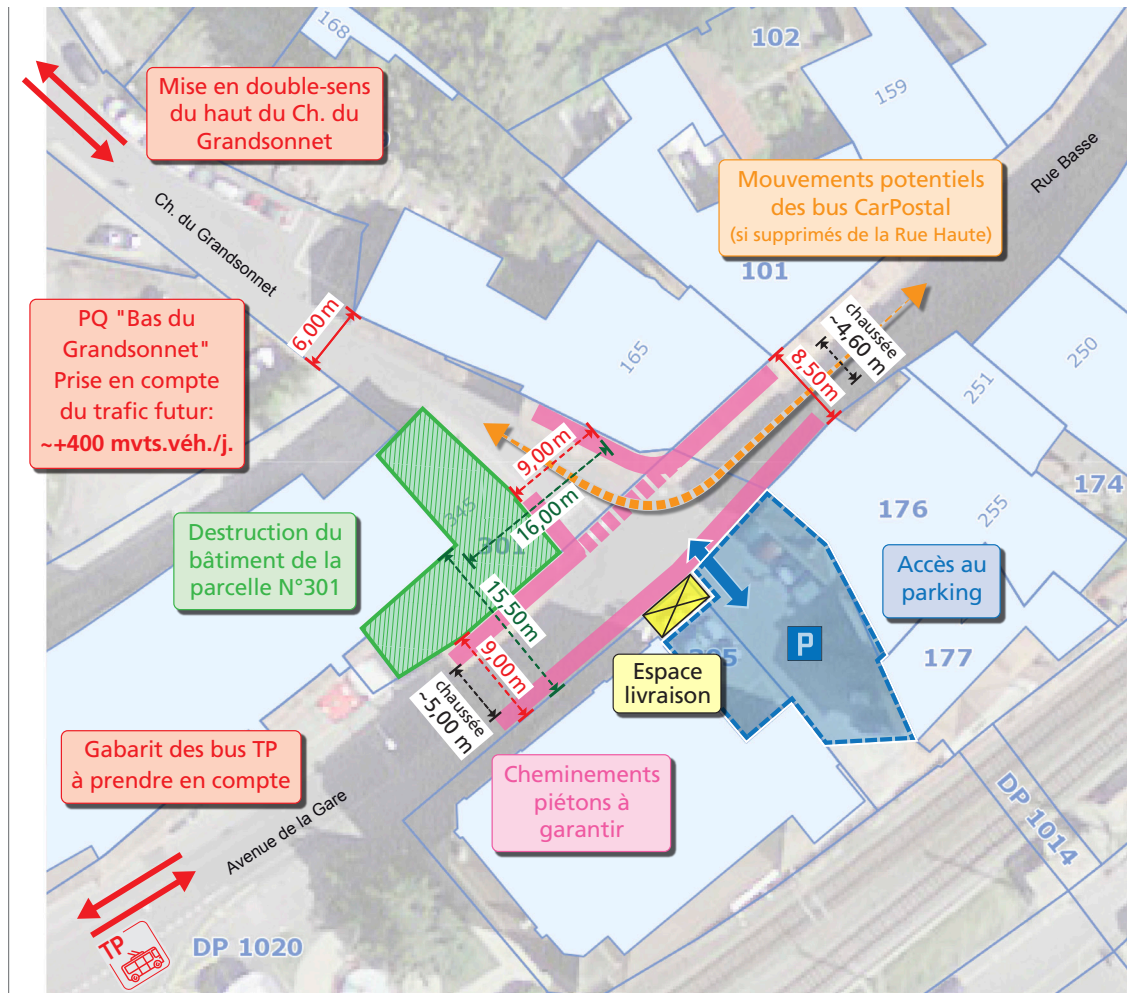 168
102
159
Mise en double-sens
du haut du Ch. du
Grandsonnet
Rue Basse
Mouvements potentiels
des bus CarPostal
(si supprimés de la Rue Haute)
Ch. du Grandsonnet
101
PQ "Bas du
Grandsonnet"
Prise en compte
du trafic futur:
~+400 mvts.véh./j.
6,00 m
165
chaussée
~4,60 m
8,50 m
250
251
9,00 m
16,00 m
345
301
174
176
255
Destruction du
bâtiment de la
parcelle N°301
Accès au
parking
15,50 m
P
177
Espace
livraison
9,00 m
chaussée
~5,00 m
Gabarit des bus TP
à prendre en compte
Cheminements
piétons à
garantir
Avenue de la Gare
DP 1014
TP
DP 1020